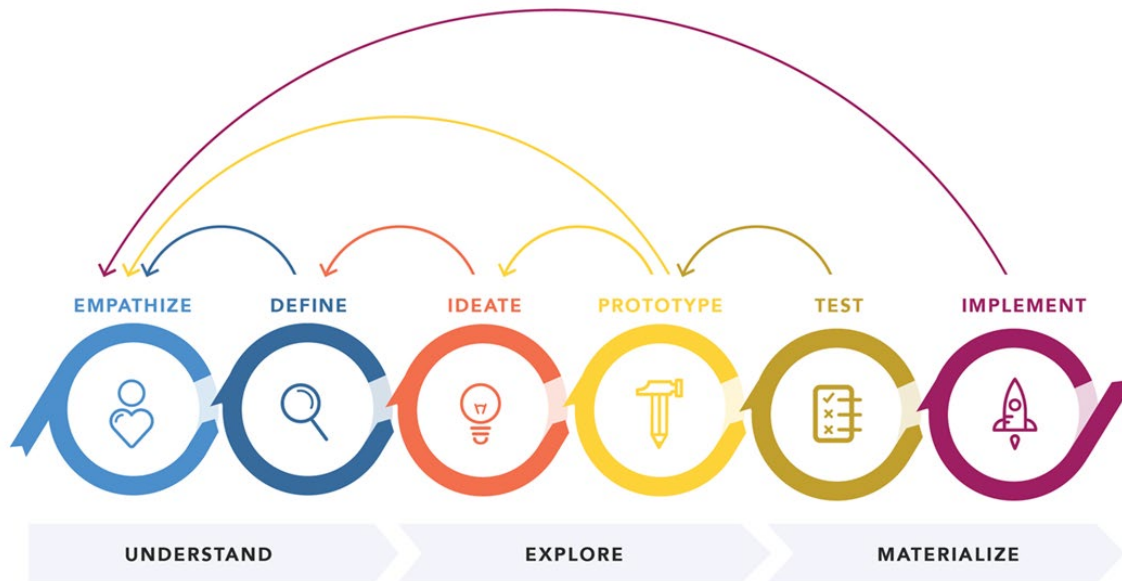 EMPATHIZE
DEFINE
IDEATE
PROTOTYPE
TEST
IMPLEMENT
UNDERSTAND
EXPLORE
MATERIALIZE